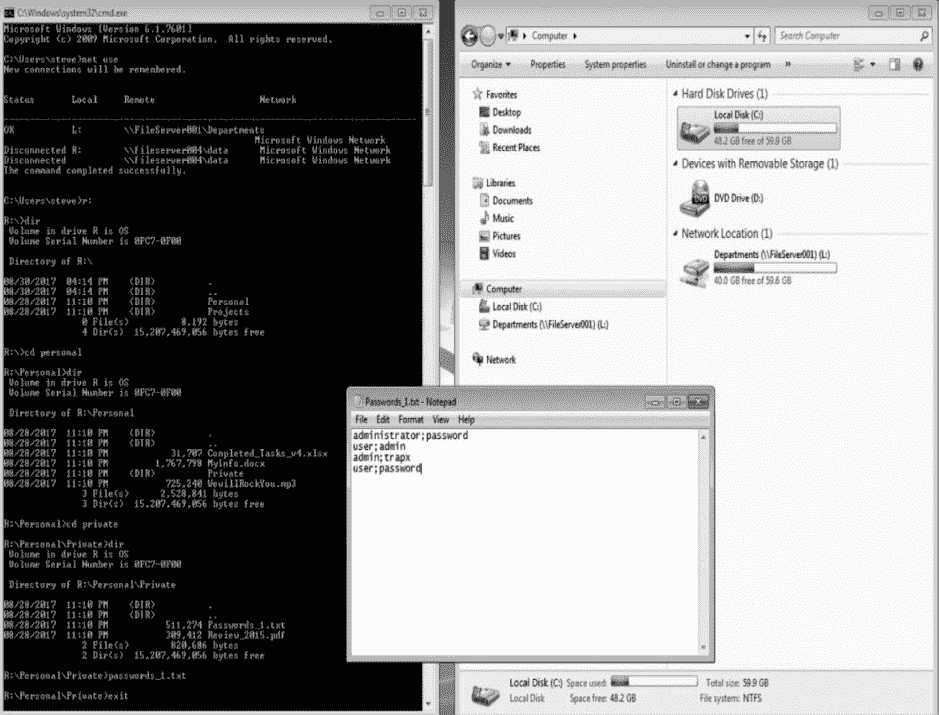 C:\Windows\system32\cmd.exe
Microsoft Windows [Version 6.1.7601]
Copyright (c) 2009 Microsoft Corporation. All rights reserved.
C:\Users\steve>net use
New connections will be remembered.
Status Local Remote Network
OK L: \\FileServer001\Departments
Microsoft Windows Network
Disconnected R: \\fileserver004\data Microsoft Windows Network
Disconnected \\fileserver004\data Microsoft Windows Network
The command completed successfully.
C:\Users\steve>r:
R:\>dir
Volume in drive R is OS
Volume Serial Number is 0FC7-0F00
Directory of R:\
08/30/2017 04:14 PM <DIR> .
08/30/2017 04:14 PM <DIR> ..
08/28/2017 11:10 PM <DIR> Personal
08/28/2017 11:10 PM <DIR> Projects
0 File(s) 8,192 bytes
4 Dir(s) 15,207,469,056 bytes free
R:\>cd personal
R:\Personal>dir
Volume in drive R is OS
Volume Serial Number is 0FC7-0F00
Directory of R:\Personal
08/28/2017 11:10 PM <DIR> .
08/28/2017 11:10 PM <DIR> ..
08/28/2017 11:10 PM 31,707 Completed_Tasks_v4.xlsx
08/28/2017 11:10 PM 1,767,790 MyInfo.docx
08/28/2017 11:10 PM <DIR> Private
08/28/2017 11:10 PM 725,240 WewillRockYou.mp3
3 File(s) 2,528,841 bytes
3 Dir(s) 15,207,469,056 bytes free
R:\Personal>cd private
R:\Personal\Private>dir
Volume in drive R is OS
Volume Serial Number is 0FC7-0F00
Directory of R:\Personal\Private
08/28/2017 11:10 PM <DIR> .
08/28/2017 11:10 PM <DIR> ..
08/28/2017 11:10 PM 511,274 Passwords_1.txt
08/28/2017 11:10 PM 309,412 Review_2015.pdf
2 File(s) 820,686 bytes
2 Dir(s) 15,207,469,056 bytes free
R:\Personal\Private>passwords_1.txt
R:\Personal\Private>exit
Computer
Search Computer
Organize Properties System properties Uninstall or change a program »
Favorites
Desktop
Downloads
Recent Places
Libraries
Documents
Music
Pictures
Videos
Computer
Local Disk (C:)
Departments (\\FileServer001) (L:)
Network
Hard Disk Drives (1)
Local Disk (C:)
48.2 GB free of 59.9 GB
Devices with Removable Storage (1)
DVD
DVD Drive (D:)
Network Location (1)
Departments (\\FileServer001) (L:)
40.0 GB free of 59.6 GB
Passwords_1.txt - Notepad
File Edit Format View Help
administrator;password
user;admin
admin;trapx
user;password
Local Disk (C:) Space used: Total size: 59.9 GB
Local Disk Space free: 48.2 GB File system: NTFS